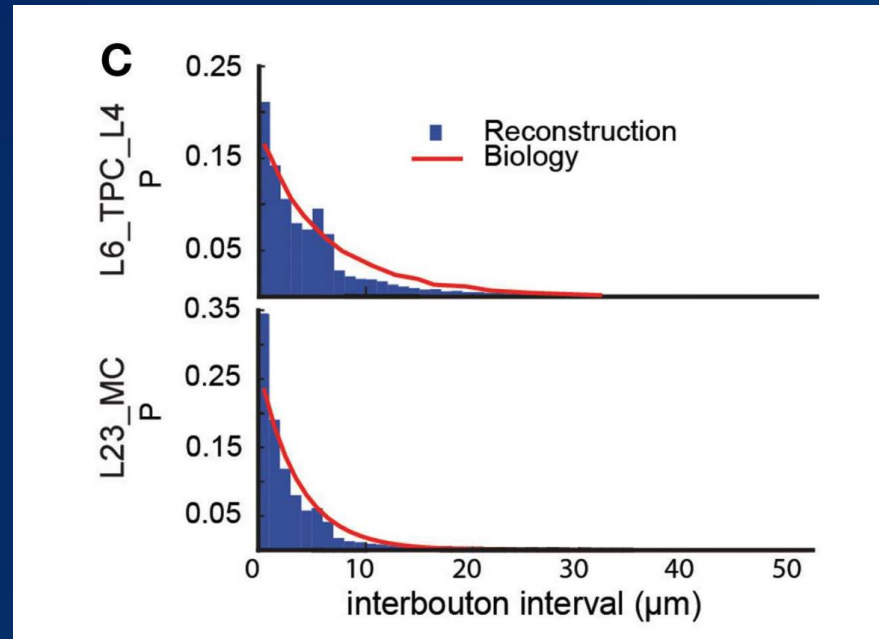 C
0.25
0.15
0.05
L6_TPC_L4
P
Reconstruction
Biology
0.35
0.25
0.15
0.05
L23_MC
P
0 10 20 30 40 50
interbouton interval (µm)